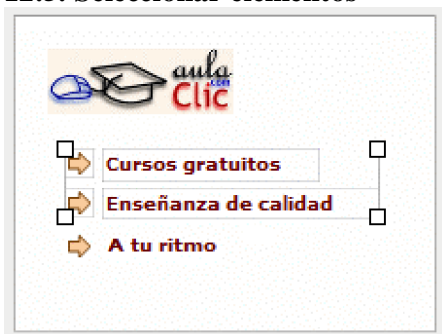 12.3. Seleccionar elementos
aula
.com
Clic
Cursos gratuitos
Enseñanza de calidad
A tu ritmo